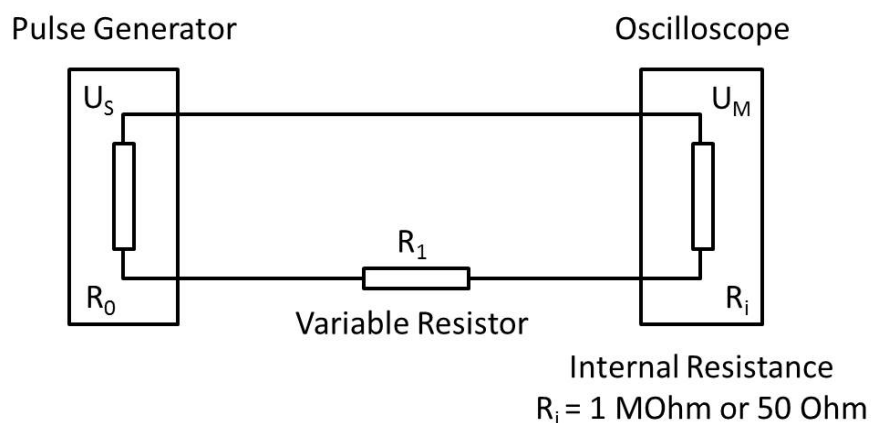 Pulse Generator
Oscilloscope
U_S
U_M
R_1
R_0
R_i
Variable Resistor
Internal Resistance
R_i = 1 MOhm or 50 Ohm